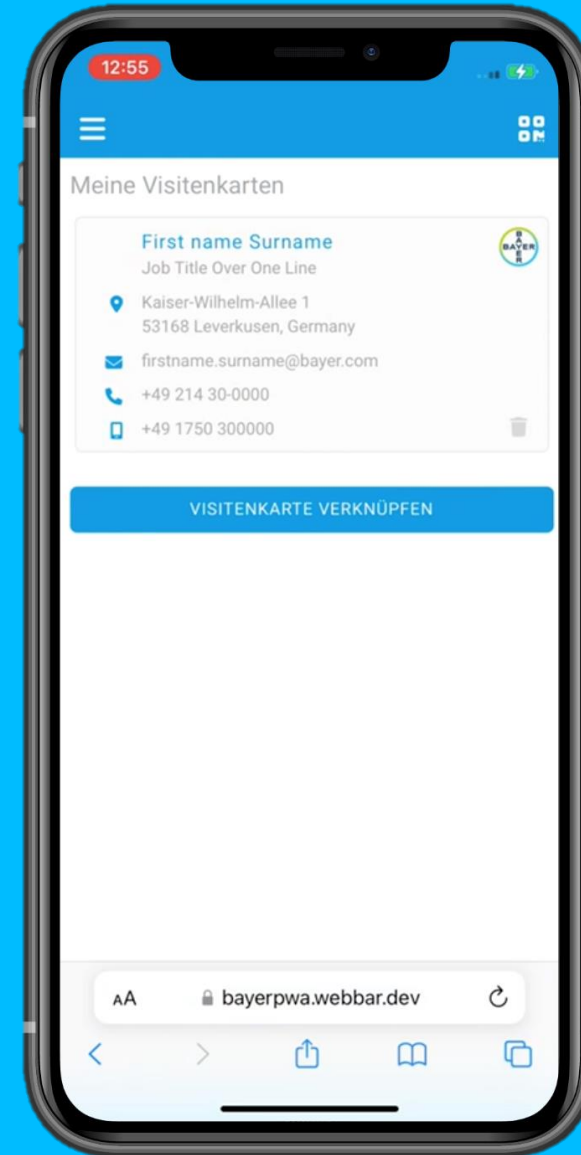 12:55
Meine Visitenkarten
First name Surname
BAYER
BAYER
Job Title Over One Line
Kaiser-Wilhelm-Allee 1
53168 Leverkusen, Germany
firstname.surname@bayer.com
+49 214 30-0000
+49 1750 300000
VISITENKARTE VERKNÜPFEN
AA
bayerpwa.webbar.dev